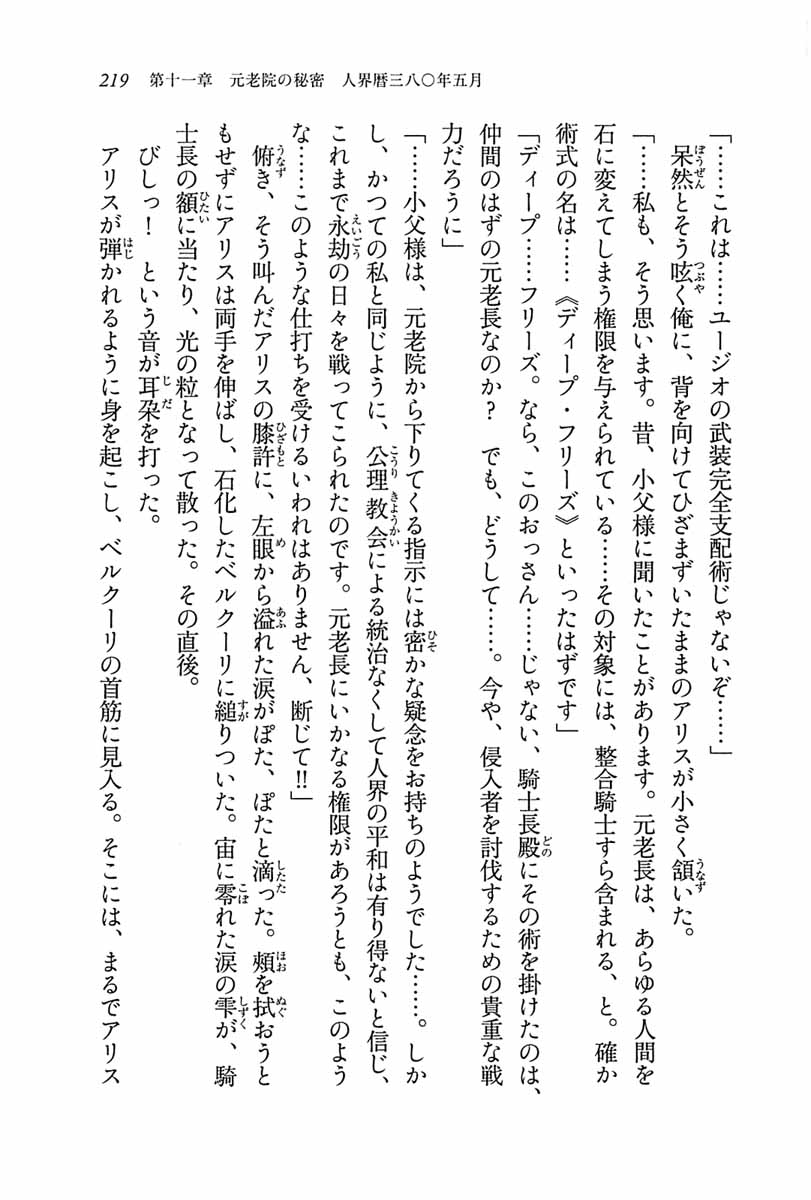 219　第十一章　元老院の秘密　人界暦三八〇年五月
「……これは……ユージオの武装完全支配術じゃないぞ……」
　呆然とそう呟く俺に、背を向けてひざまずいたままのアリスが小さく頷いた。
「……私も、そう思います。昔、小父様に聞いたことがあります。元老長は、あらゆる人間を
石に変えてしまう権限を与えられている……その対象には、整合騎士すら含まれる、と。確か
術式の名は……《ディープ・フリーズ》といったはずです」
「ディープ……フリーズ。なら、このおっさん……じゃない、騎士長殿にその術を掛けたのは、
仲間のはずの元老長なのか？　でも、どうして……。今や、侵入者を討伐するための貴重な戦
力だろうに」
「……小父様は、元老院から下りてくる指示には密かな疑念をお持ちのようでした……。しか
し、かつての私と同じように、公理教会による統治なくして人界の平和は有り得ないと信じ、
これまで永劫の日々を戦ってこられたのです。元老長にいかなる権限があろうとも、このよう
な……このような仕打ちを受けるいわれはありません、断じて!!」
　俯き、そう叫んだアリスの膝許に、左眼から溢れた涙がぽた、ぽたと滴った。頰を拭おうと
もせずにアリスは両手を伸ばし、石化したベルクーリに縋りついた。宙に零れた涙の雫が、騎
士長の額に当たり、光の粒となって散った。その直後。
　びしっ！　という音が耳朶を打った。
　アリスが弾かれるように身を起こし、ベルクーリの首筋に見入る。そこには、まるでアリス